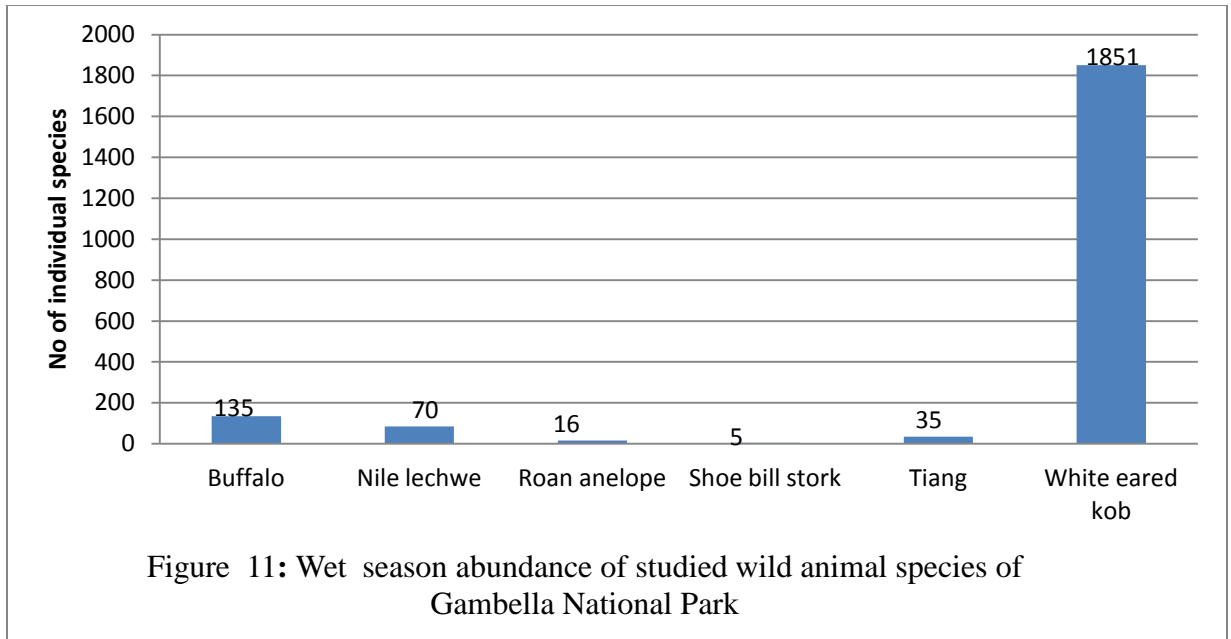 2000
1800
1600
1400
1200
1000
800
600
400
200
0
No of individual species
135
70
16
5
35
1851
Buffalo
Nile lechwe
Roan anelope
Shoe bill stork
Tiang
White eared
kob
Figure 11: Wet season abundance of studied wild animal species of
Gambella National Park